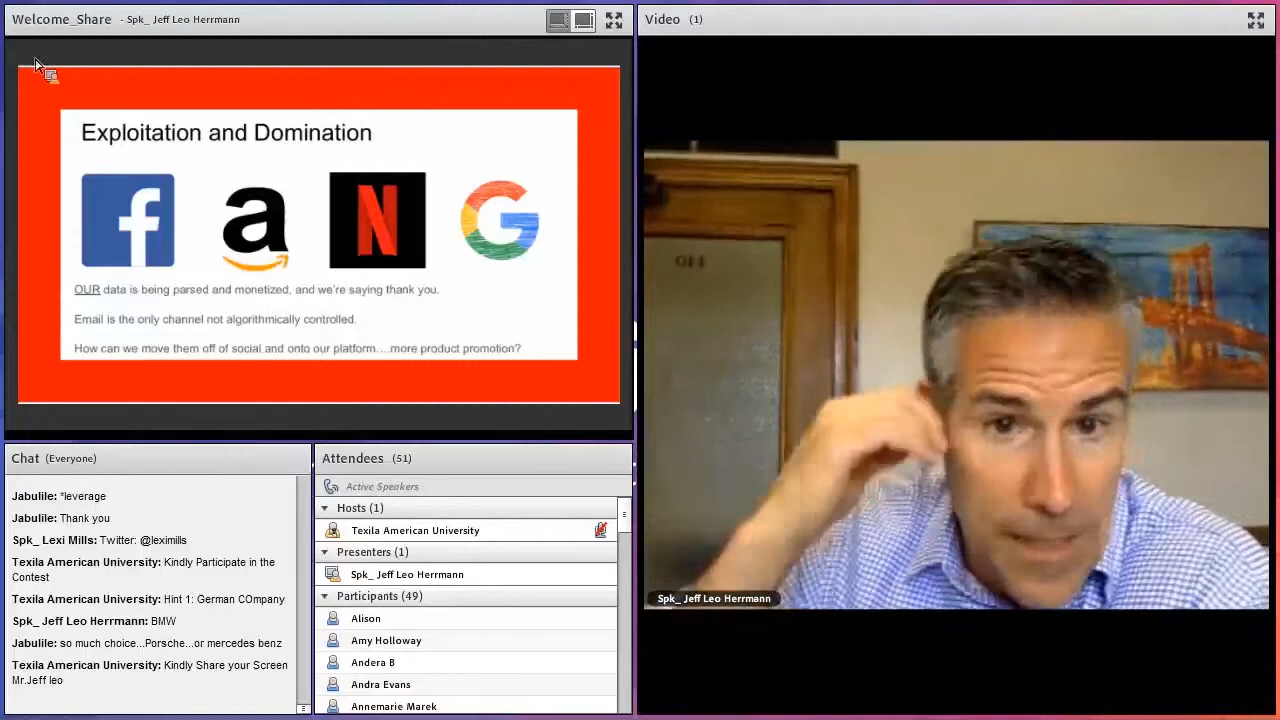 Welcome_Share - Spk_ Jeff Leo Herrmann
Exploitation and Domination
f
a
N
G
OUR data is being parsed and monetized, and we're saying thank you.
Email is the only channel not algorithmically controlled.
How can we move them off of social and onto our platform....more product promotion?
Video (1)
Spk_ Jeff Leo Herrmann
Chat (Everyone)
Jabulile: *leverage
Jabulile: Thank you
Spk_ Lexi Mills: Twitter: @leximills
Texila American University: Kindly Participate in the
Contest
Texila American University: Hint 1: German COmpany
Spk_ Jeff Leo Herrmann: BMW
Jabulile: so much choice...Porsche...or mercedes benz
Texila American University: Kindly Share your Screen
Mr.Jeff leo
Attendees (51)
Active Speakers
Hosts (1)
Texila American University
Presenters (1)
Spk_ Jeff Leo Herrmann
Participants (49)
Alison
Amy Holloway
Andera B
Andra Evans
Annemarie Marek